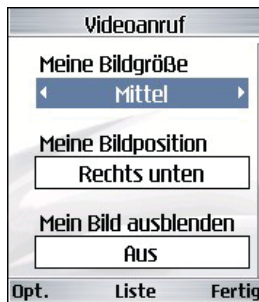 Videoanruf
Meine Bildgröße
Mittel
Meine Bildposition
Rechts unten
Mein Bild ausblenden
Aus
Opt. Liste Fertig